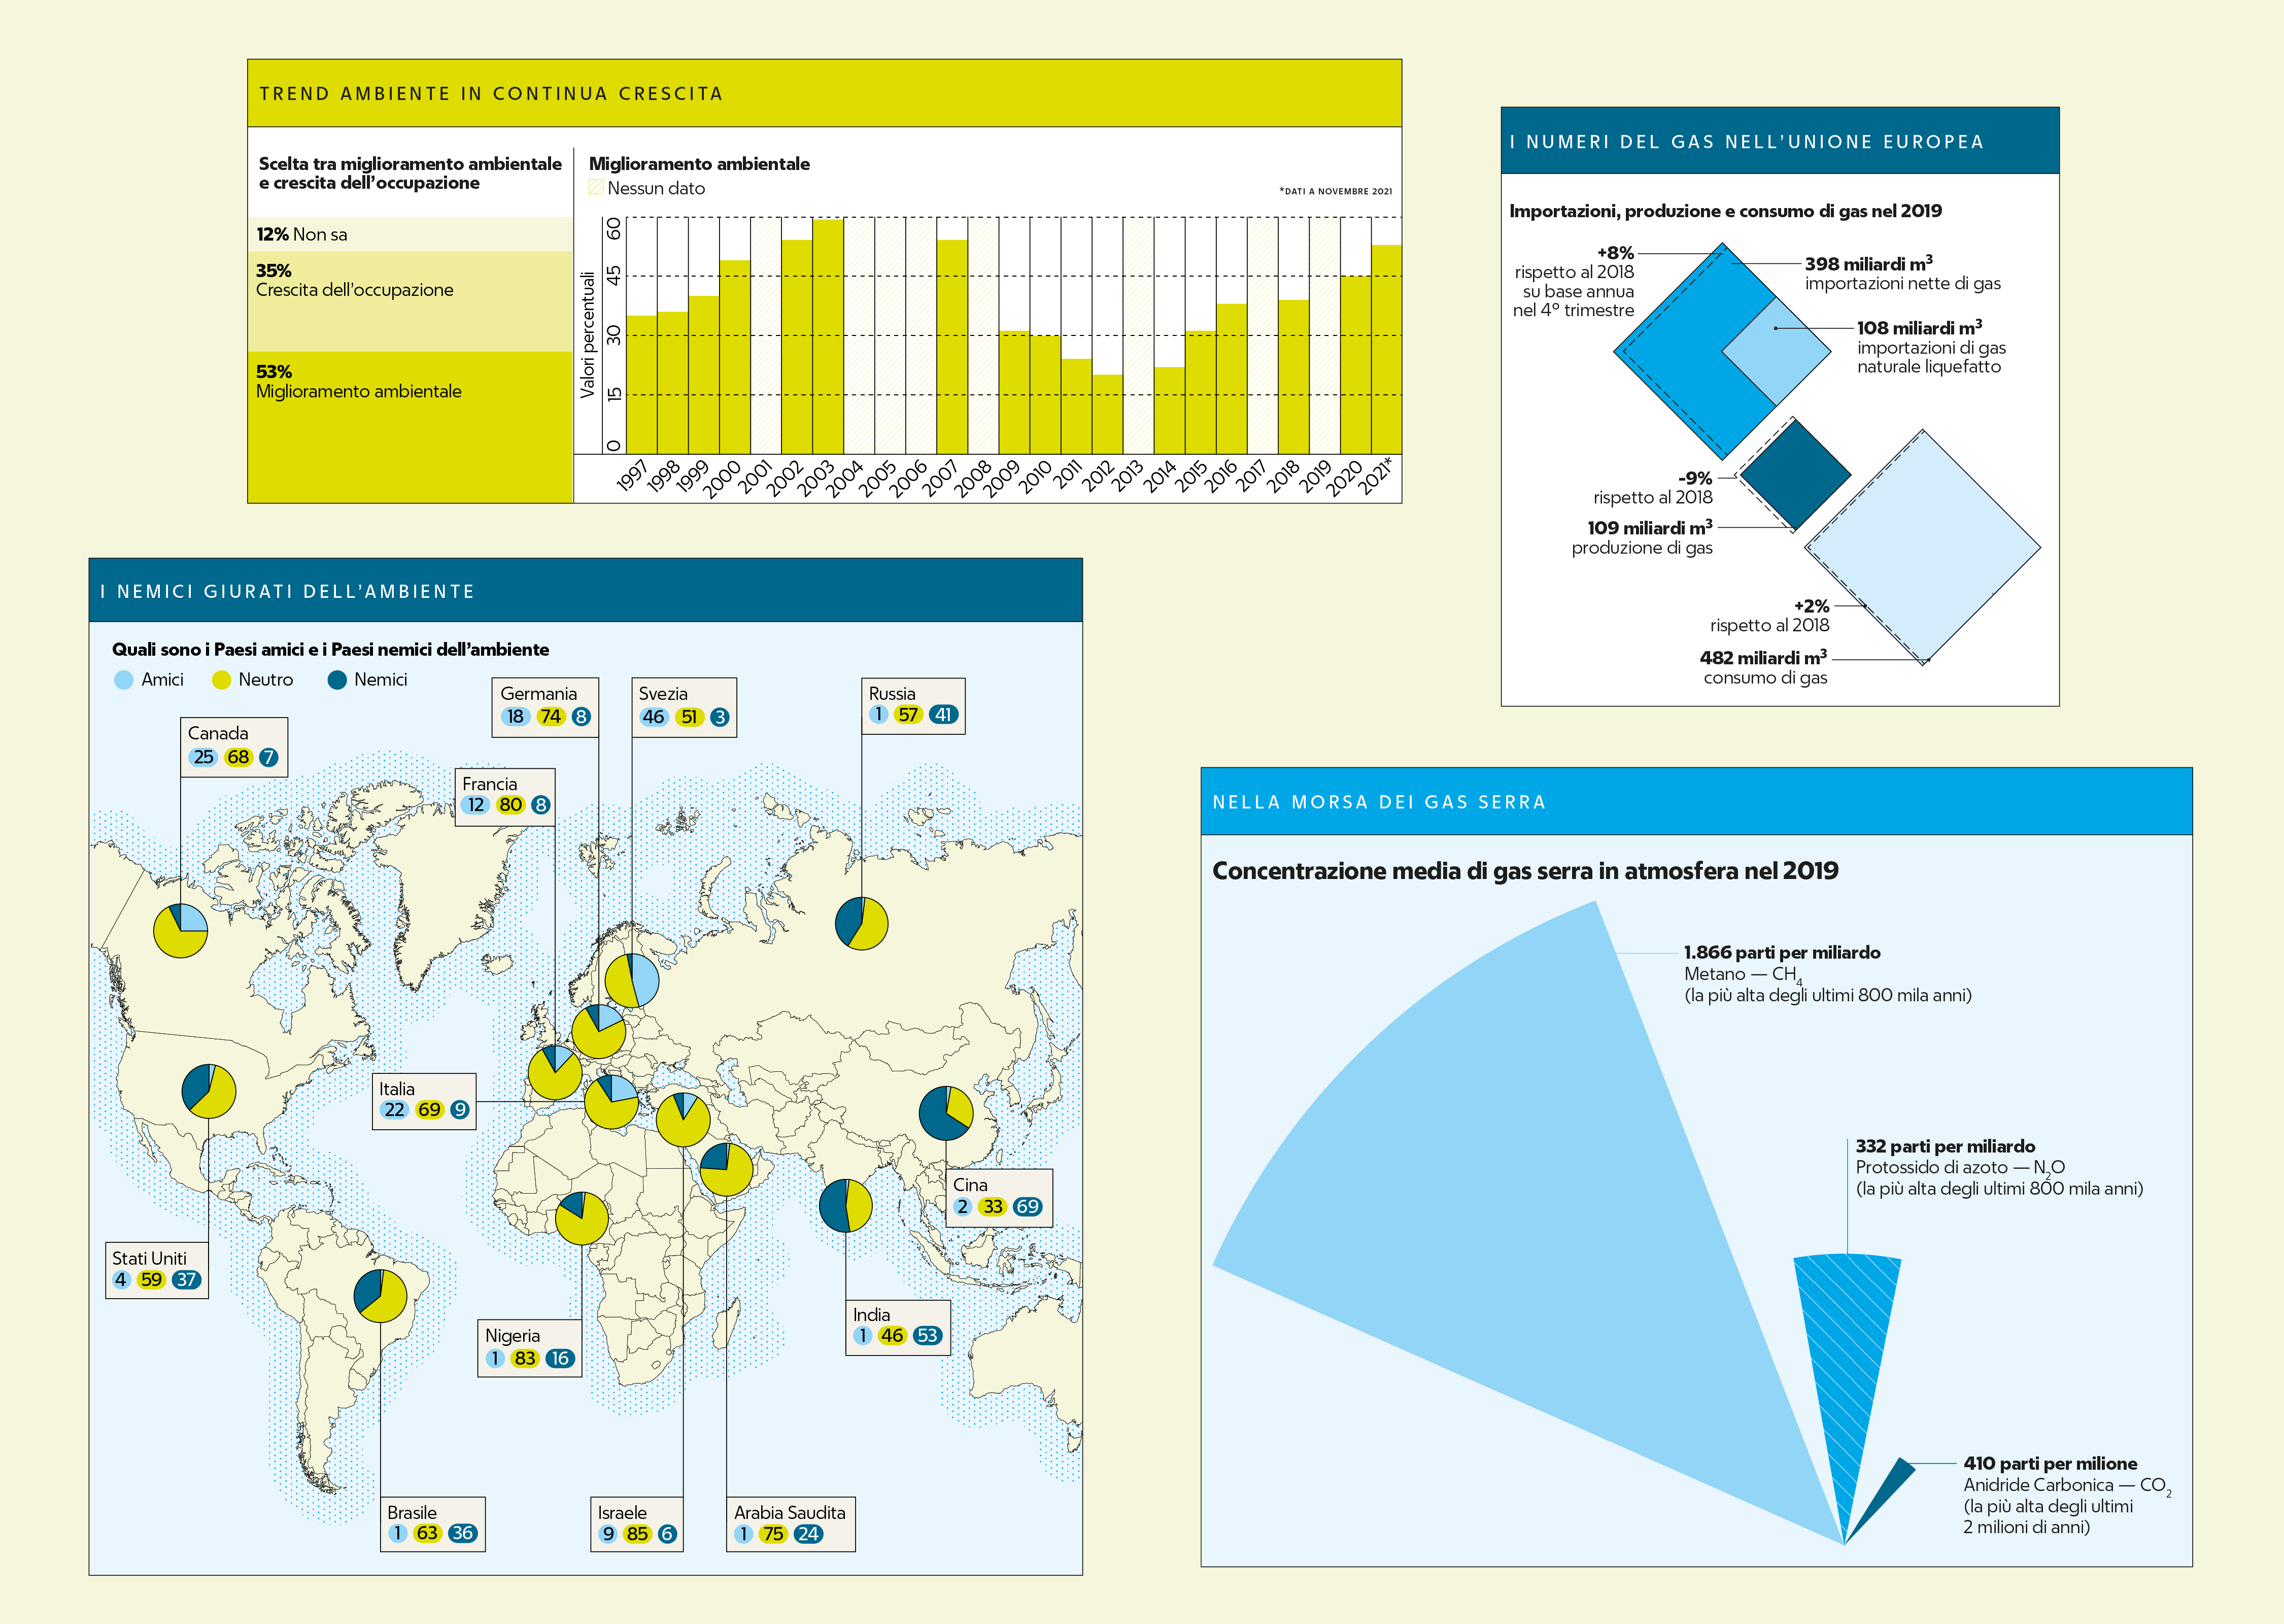 TREND AMBIENTE IN CONTINUA CRESCITA
Scelta tra miglioramento ambientale
e crescita dell'occupazione
12% Non sa
35%
Crescita dell'occupazione
53%
Miglioramento ambientale
Miglioramento ambientale
Nessun dato
*DATI A NOVEMBRE 2021
Valori percentuali
60
45
30
15
0
1997
1998
1999
2000
2001
2002
2003
2004
2005
2006
2007
2008
2009
2010
2011
2012
2013
2014
2015
2016
2017
2018
2019
2020
2021*
I NUMERI DEL GAS NELL'UNIONE EUROPEA
Importazioni, produzione e consumo di gas nel 2019
+8%
rispetto al 2018
su base annua
nel 4° trimestre
398 miliardi m³
importazioni nette di gas
108 miliardi m³
importazioni di gas
naturale liquefatto
-9%
rispetto al 2018
109 miliardi m³
produzione di gas
+2%
rispetto al 2018
482 miliardi m³
consumo di gas
I NEMICI GIURATI DELL'AMBIENTE
Quali sono i Paesi amici e i Paesi nemici dell'ambiente
Amici Neutro Nemici
Germania
18 74 8
Svezia
46 51 3
Russia
1 57 41
Canada
25 68 7
Francia
12 80 8
Italia
22 69 9
Cina
2 33 69
Stati Uniti
4 59 37
India
1 46 53
Nigeria
1 83 16
Brasile
1 63 36
Israele
9 85 6
Arabia Saudita
1 75 24
NELLA MORSA DEI GAS SERRA
Concentrazione media di gas serra in atmosfera nel 2019
1.866 parti per miliardo
Metano — CH₄
(la più alta degli ultimi 800 mila anni)
332 parti per miliardo
Protossido di azoto — N₂O
(la più alta degli ultimi 800 mila anni)
410 parti per milione
Anidride Carbonica — CO₂
(la più alta degli ultimi
2 milioni di anni)